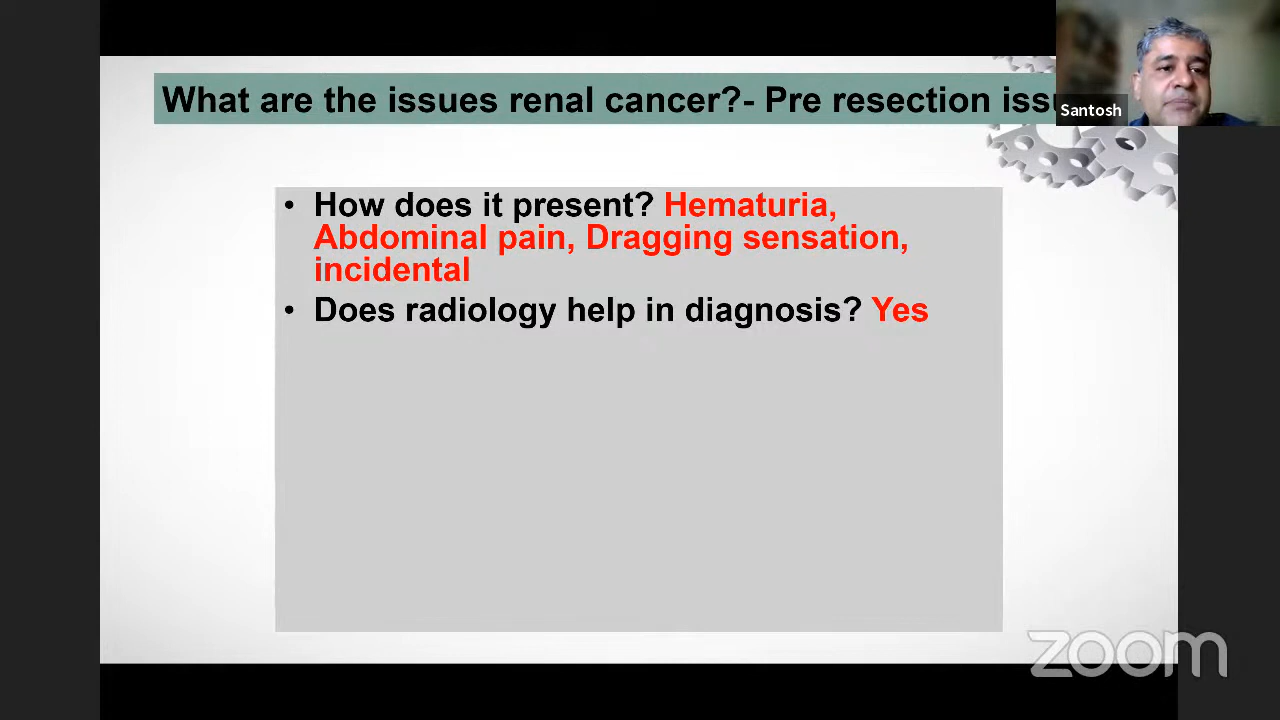 What are the issues renal cancer?- Pre resection
Santosh
• How does it present? Hematuria,
Abdominal pain, Dragging sensation,
incidental
• Does radiology help in diagnosis? Yes
zoom